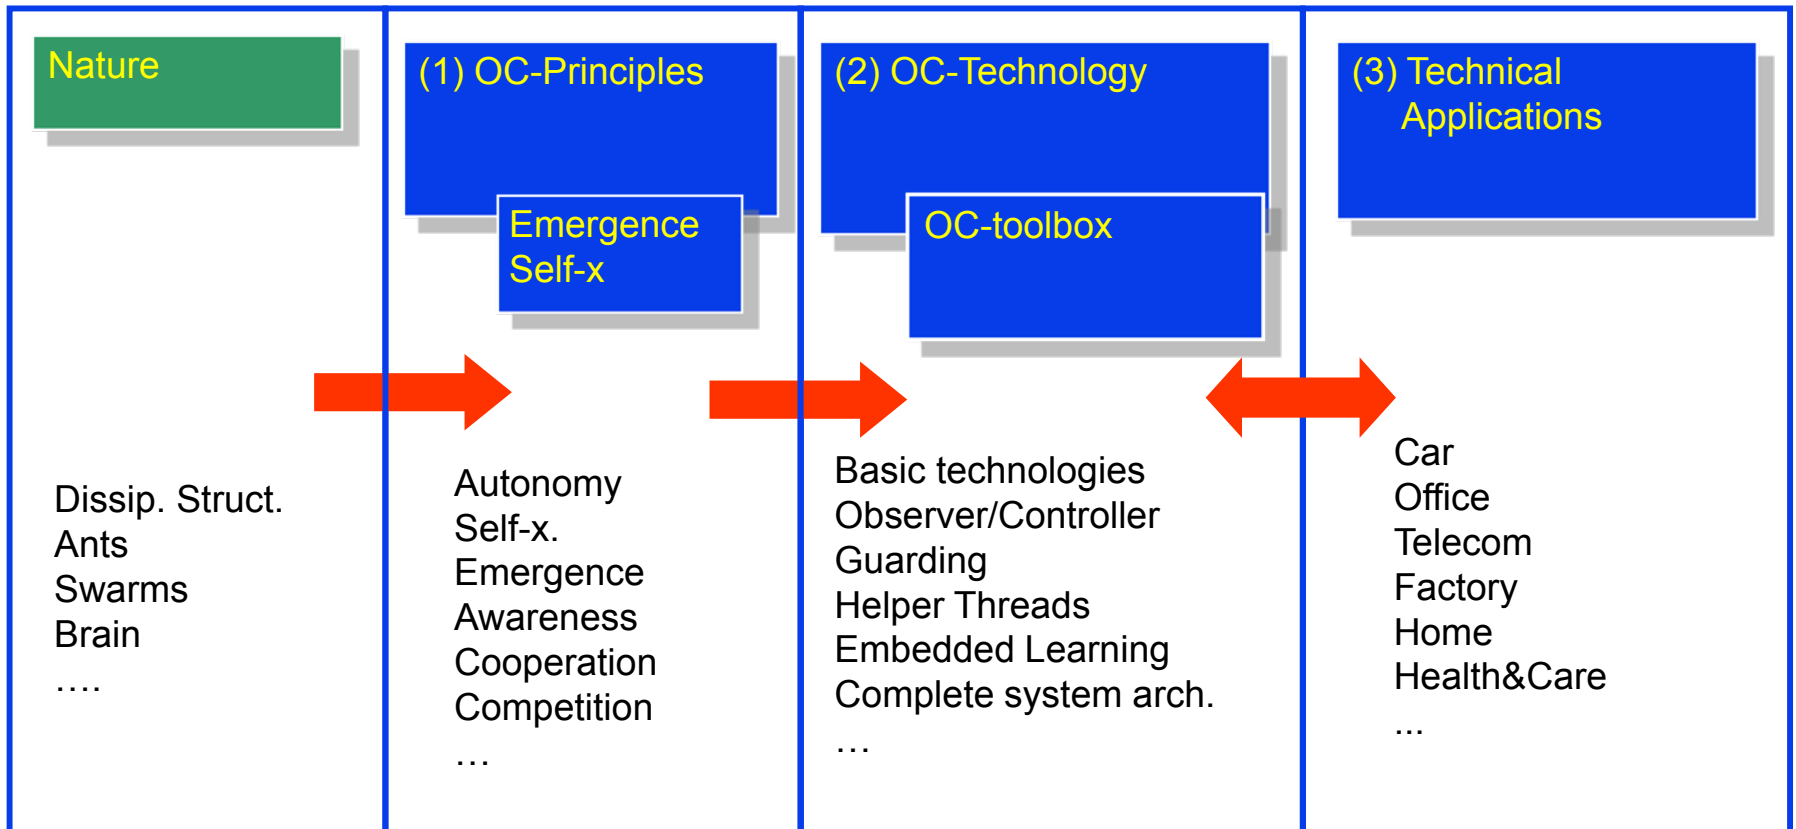 Nature
Dissip. Struct.
Ants
Swarms
Brain
….
(1) OC-Principles
Emergence
Self-x
Autonomy
Self-x.
Emergence
Awareness
Cooperation
Competition
…
(2) OC-Technology
OC-toolbox
Basic technologies
Observer/Controller
Guarding
Helper Threads
Embedded Learning
Complete system arch.
…
(3) Technical
Applications
Car
Office
Telecom
Factory
Home
Health&Care
...